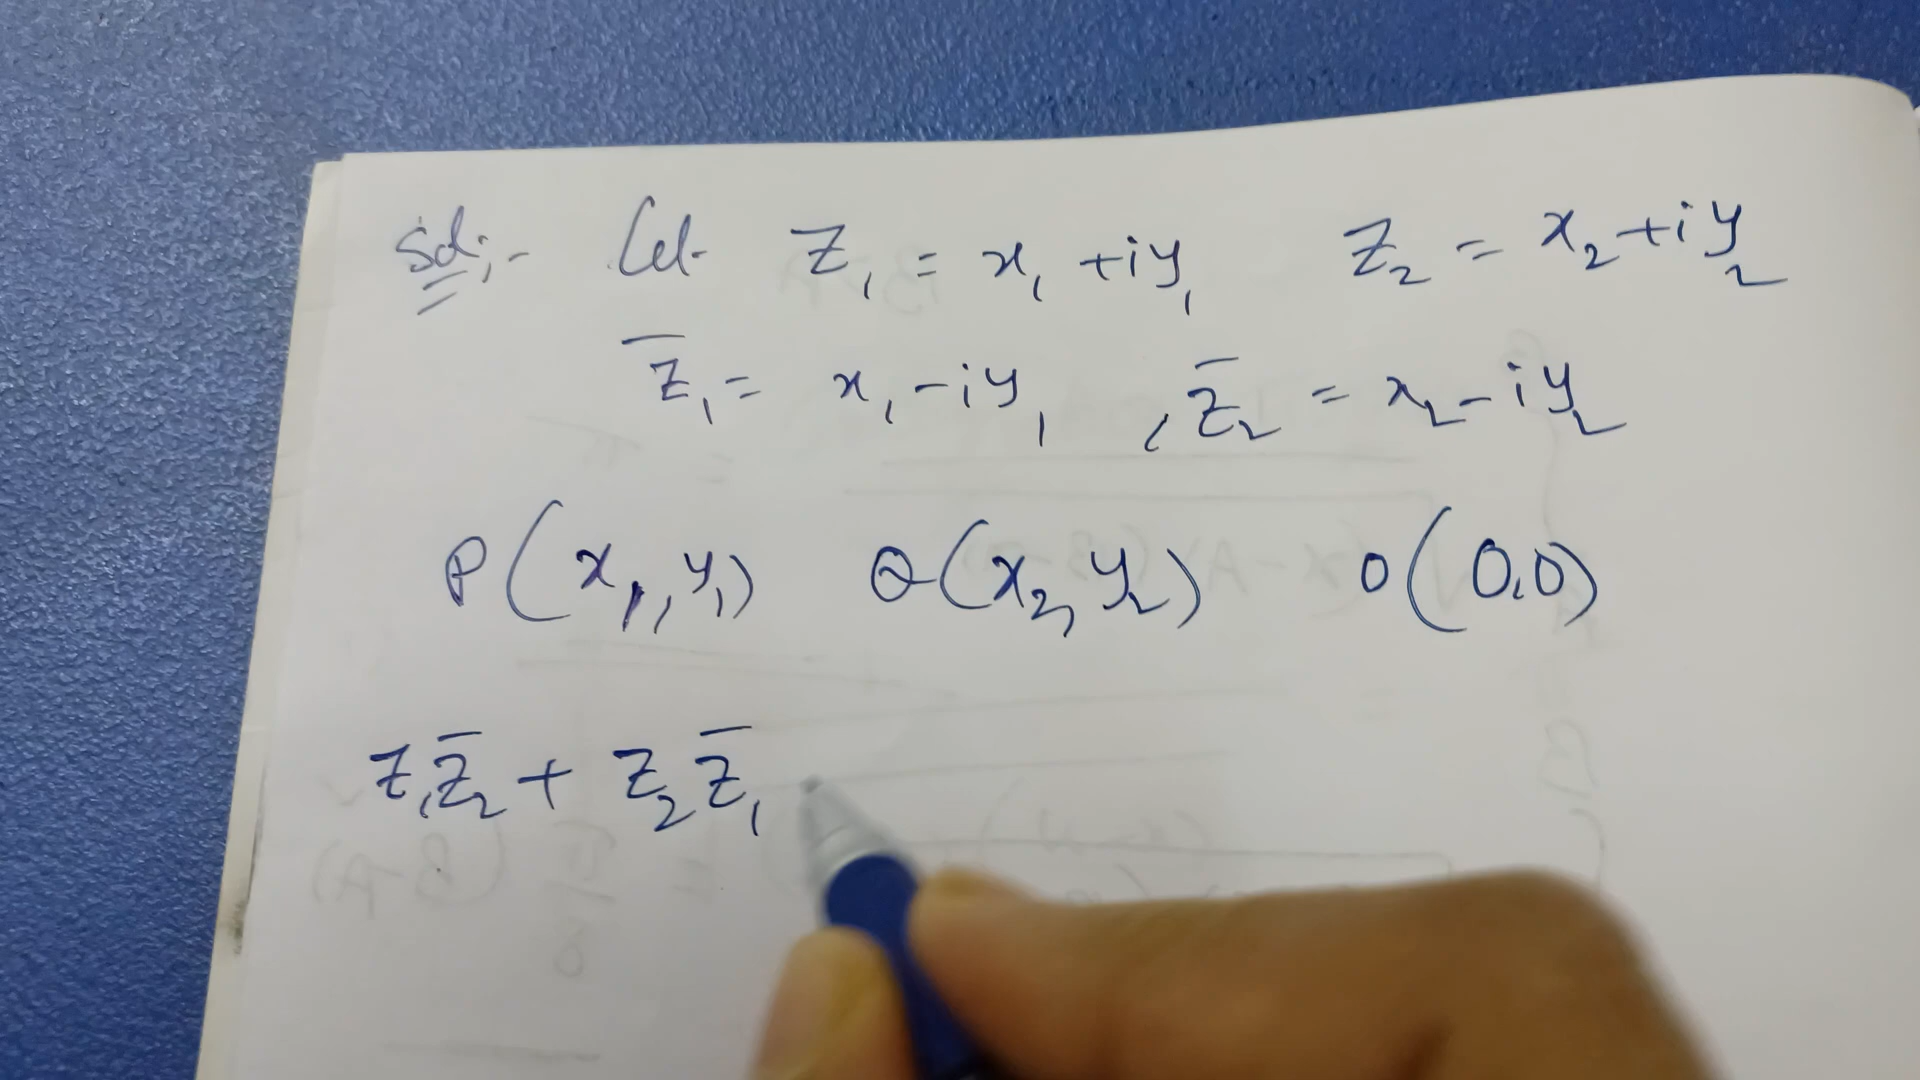 Sol:- Let Z₁ = x₁ + iy₁ Z₂ = x₂ + iy₂
z̄₁ = x₁ - iy₁ , z̄₂ = x₂ - iy₂
P(x₁, y₁) Q(x₂, y₂) O(0,0)
z₁z̄₂ + z₂z̄₁